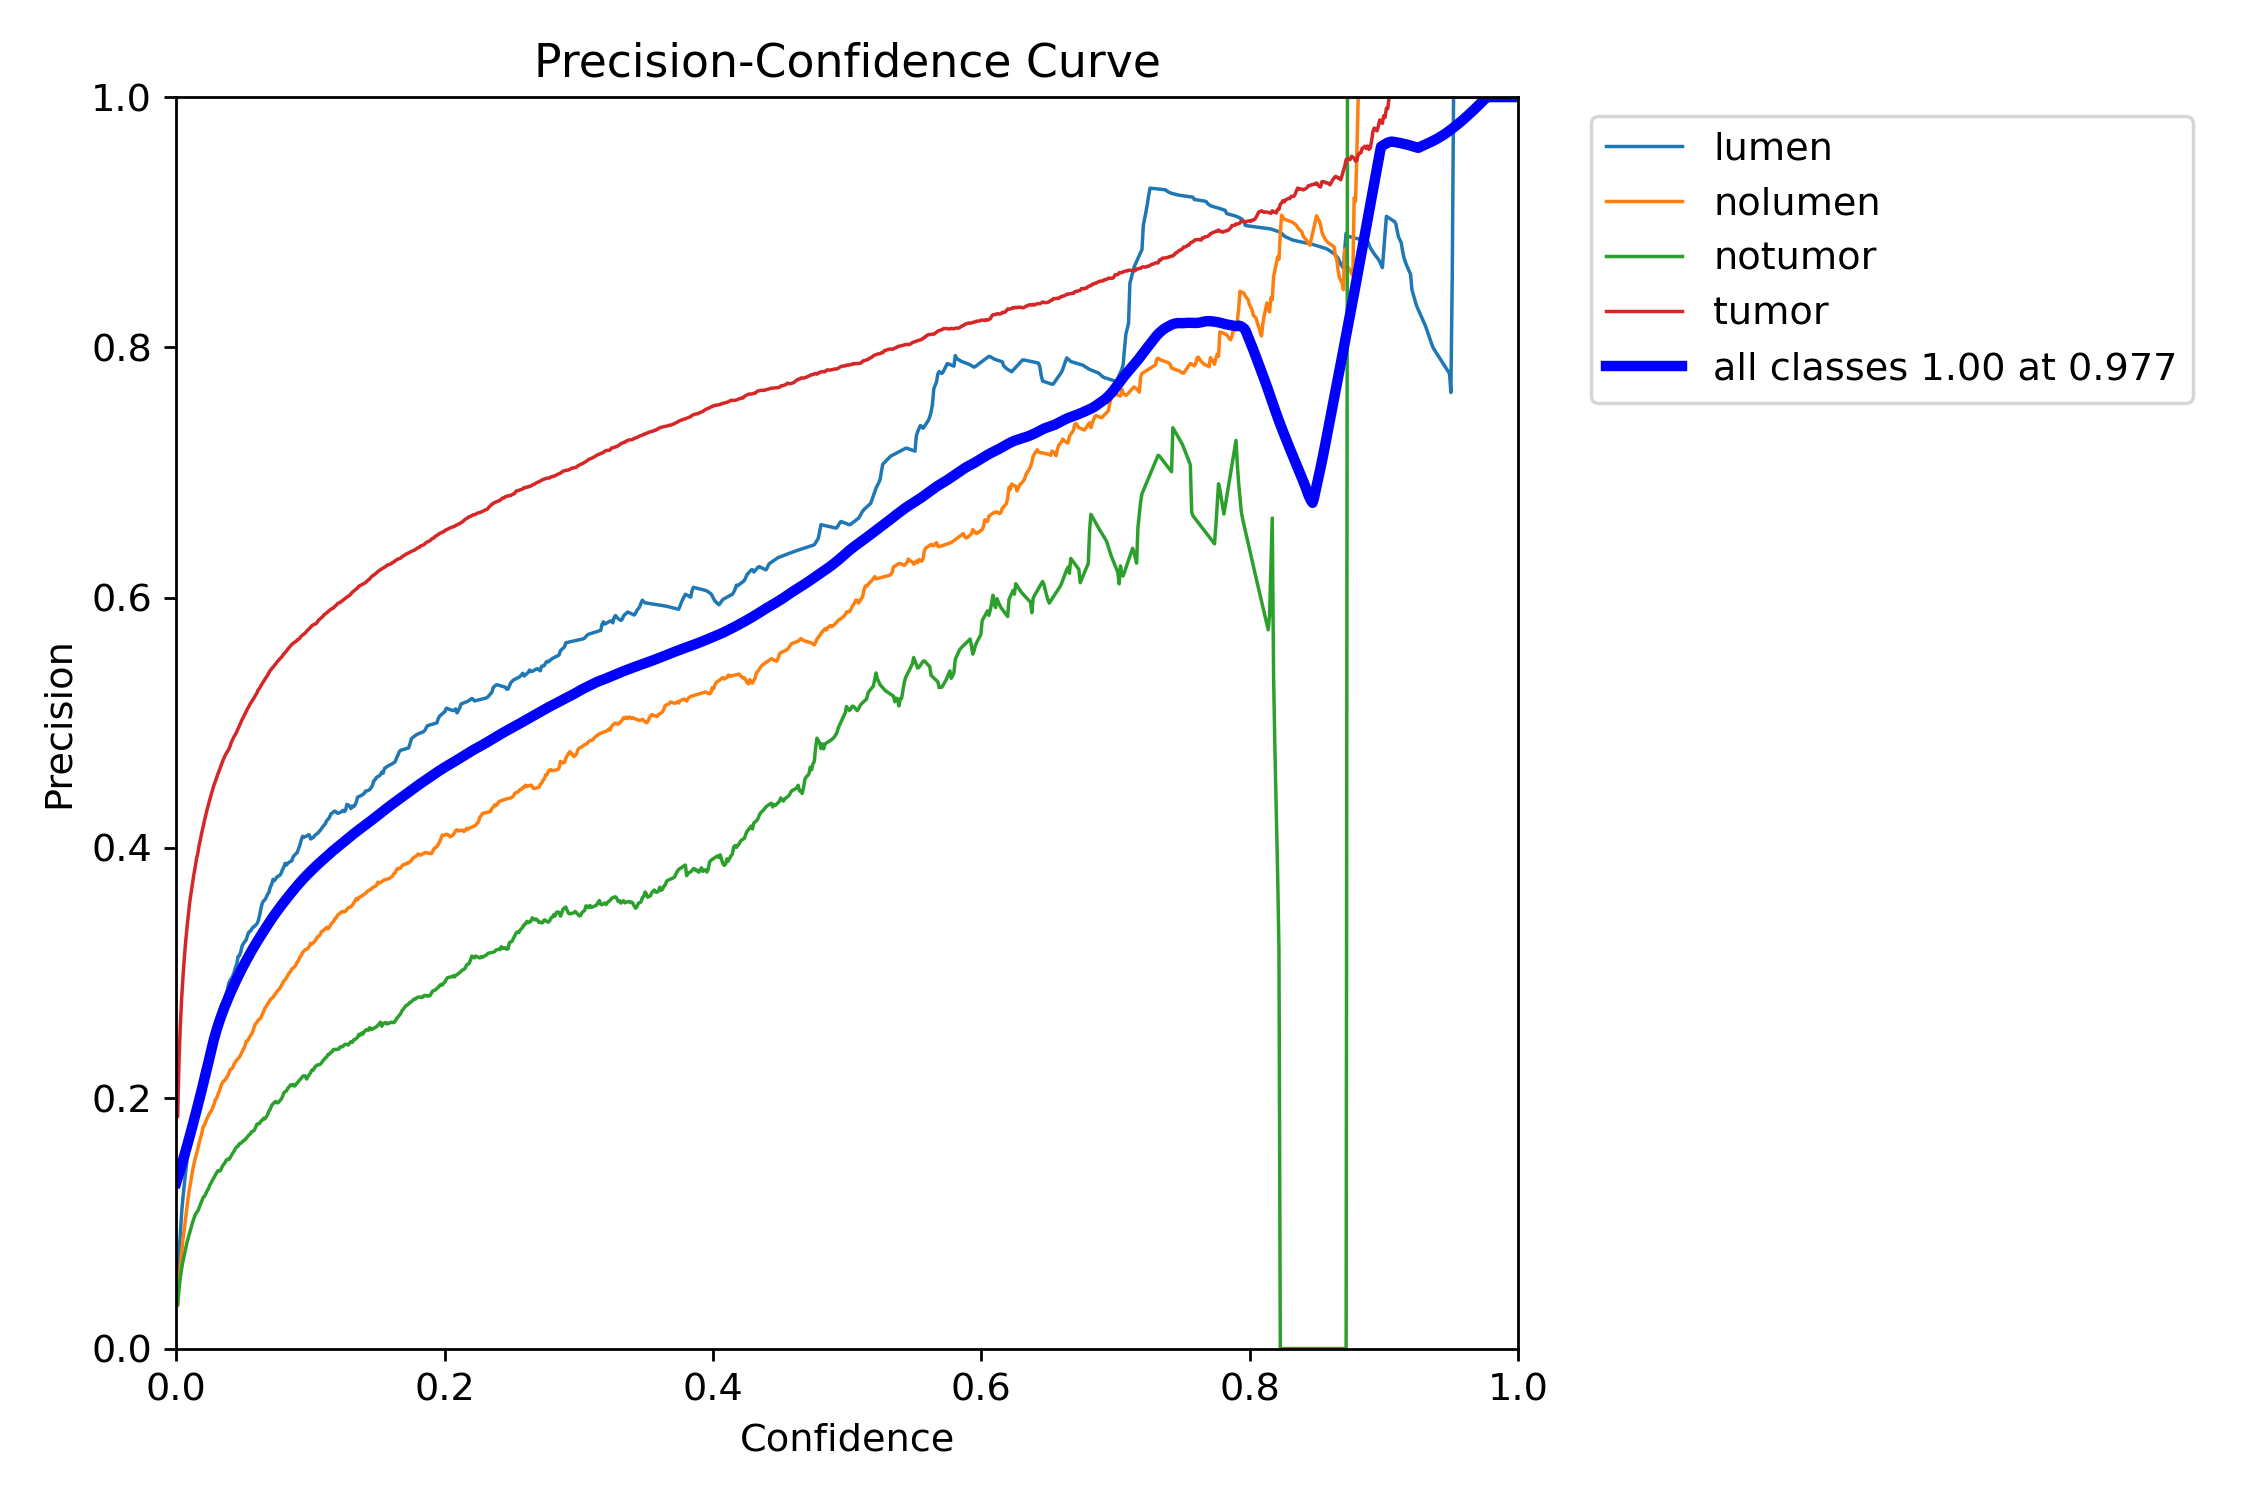 Precision-Confidence Curve
1.0
0.8
0.6
0.4
0.2
0.0
Precision
0.0 0.2 0.4 0.6 0.8 1.0
Confidence
lumen
nolumen
notumor
tumor
all classes 1.00 at 0.977